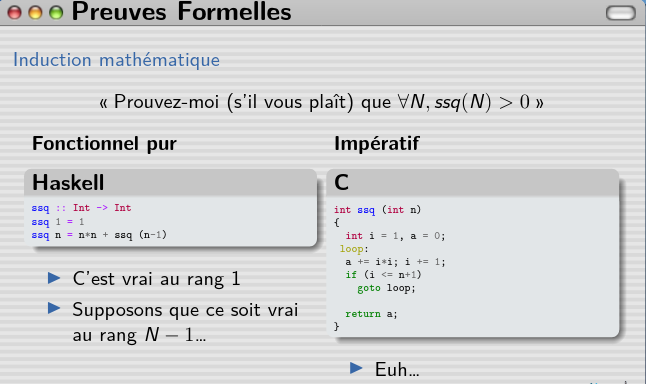 Preuves Formelles
Induction mathématique
« Prouvez-moi (s'il vous plaît) que ∀N, ssq(N) > 0 »
Fonctionnel pur
Haskell
ssq :: Int -> Int
ssq 1 = 1
ssq n = n*n + ssq (n-1)
▶ C'est vrai au rang 1
▶ Supposons que ce soit vrai
au rang N − 1...
Impératif
C
int ssq (int n)
{
int i = 1, a = 0;
loop:
a += i*i; i += 1;
if (i <= n+1)
goto loop;
return a;
}
▶ Euh...